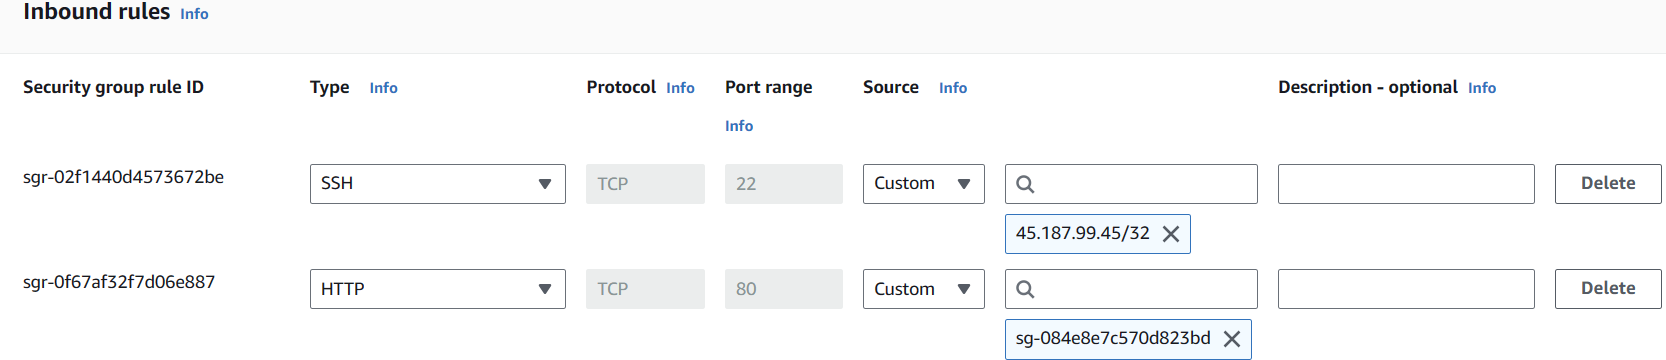 Inbound rules Info
Security group rule ID Type Info Protocol Info Port range Source Info Description - optional Info
Info
sgr-02f1440d4573672be SSH TCP 22 Custom Delete
45.187.99.45/32
sgr-0f67af32f7d06e887 HTTP TCP 80 Custom Delete
sg-084e8e7c570d823bd